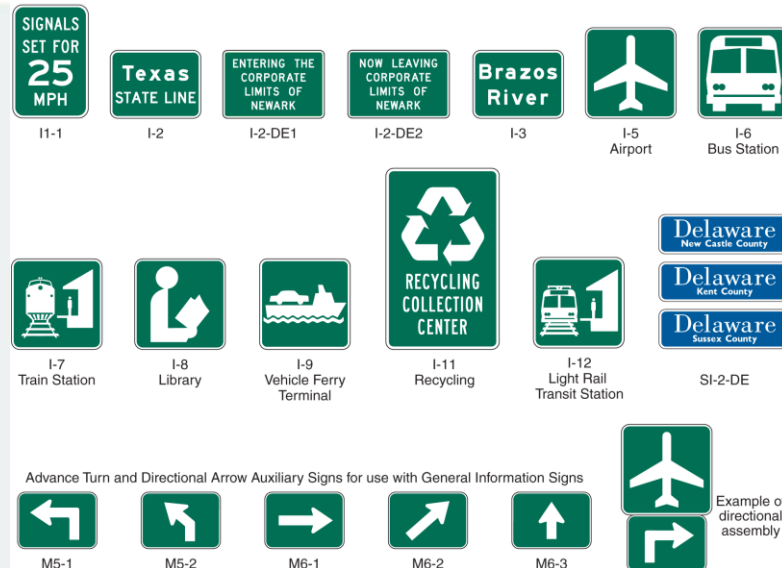 SIGNALS
SET FOR
25
MPH
I1-1
Texas
STATE LINE
I-2
ENTERING THE
CORPORATE
LIMITS OF
NEWARK
I-2-DE1
NOW LEAVING
CORPORATE
LIMITS OF
NEWARK
I-2-DE2
Brazos
River
I-3
I-5
Airport
I-6
Bus Station
I-7
Train Station
I-8
Library
I-9
Vehicle Ferry
Terminal
RECYCLING
COLLECTION
CENTER
I-11
Recycling
I-12
Light Rail
Transit Station
Delaware
New Castle County
Delaware
Kent County
Delaware
Sussex County
SI-2-DE
Advance Turn and Directional Arrow Auxiliary Signs for use with General Information Signs
M5-1
M5-2
M6-1
M6-2
M6-3
Example o
directional
assembly